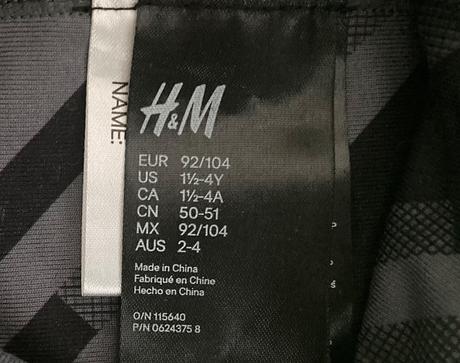 NAME:
H&M
EUR 92/104
US 1½-4Y
CA 1½-4A
CN 50-51
MX 92/104
AUS 2-4
Made in China
Fabriqué en Chine
Hecho en China
O/N 115640
P/N 0624375 8